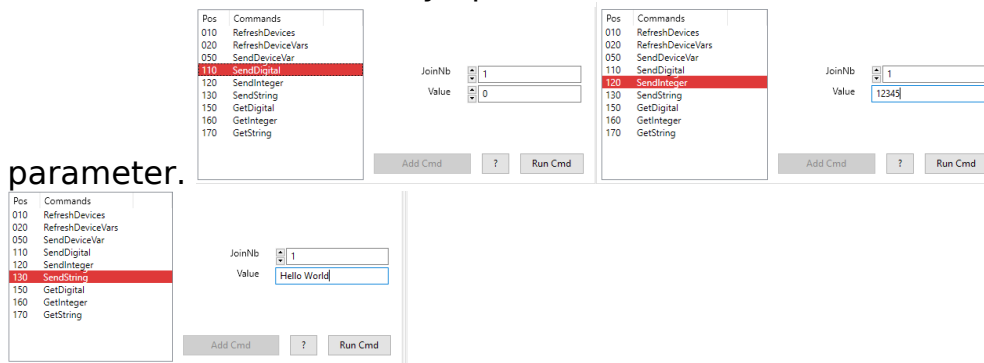 Pos Commands
010 RefreshDevices
020 RefreshDeviceVars
050 SendDeviceVar
110 SendDigital
120 SendInteger
130 SendString
150 GetDigital
160 GetInteger
170 GetString
JoinNb 1
Value 0
Add Cmd ? Run Cmd
Pos Commands
010 RefreshDevices
020 RefreshDeviceVars
050 SendDeviceVar
110 SendDigital
120 SendInteger
130 SendString
150 GetDigital
160 GetInteger
170 GetString
JoinNb 1
Value 12345
Add Cmd ? Run Cmd
parameter.
Pos Commands
010 RefreshDevices
020 RefreshDeviceVars
050 SendDeviceVar
110 SendDigital
120 SendInteger
130 SendString
150 GetDigital
160 GetInteger
170 GetString
JoinNb 1
Value Hello World
Add Cmd ? Run Cmd